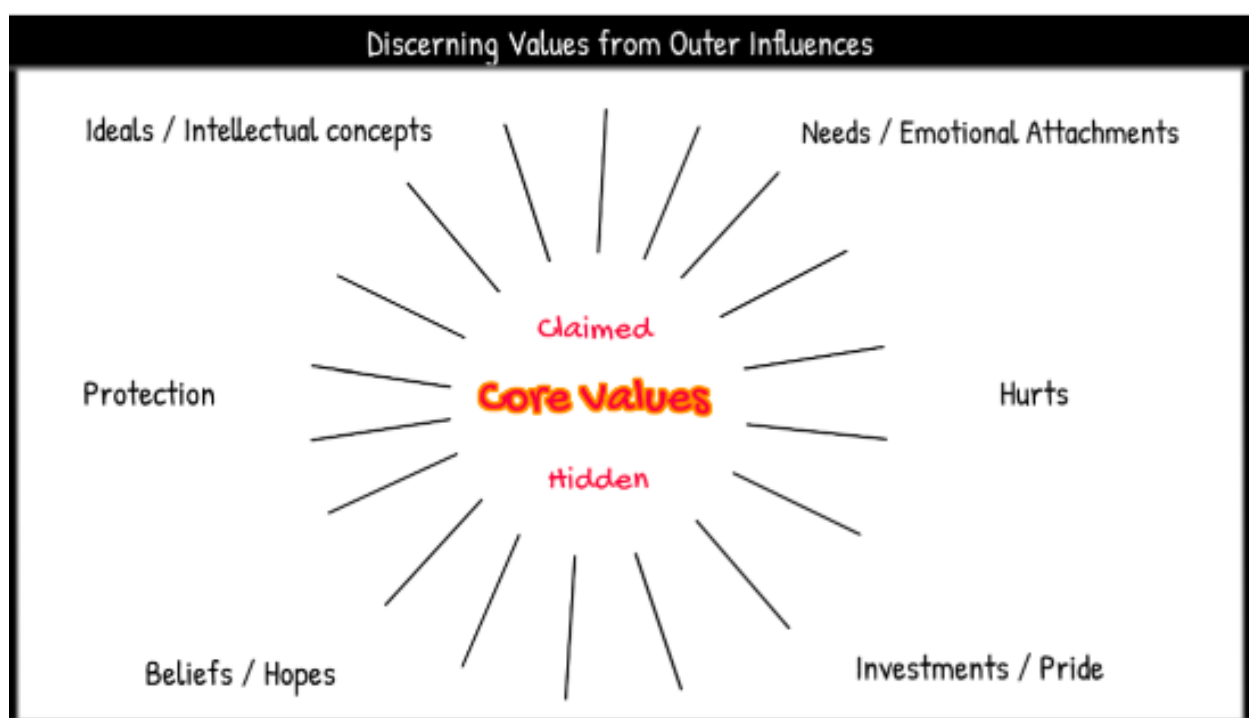 Discerning Values from Outer Influences
Ideals / Intellectual concepts
Needs / Emotional Attachments
Claimed
Protection
Core Values
Hurts
Hidden
Beliefs / Hopes
Investments / Pride